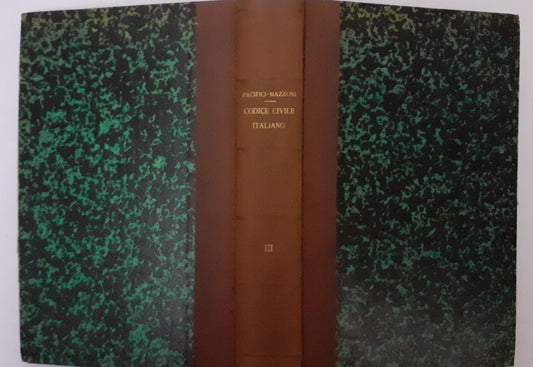 PACIFICI-MAZZONI
CODICE CIVILE
ITALIANO
III